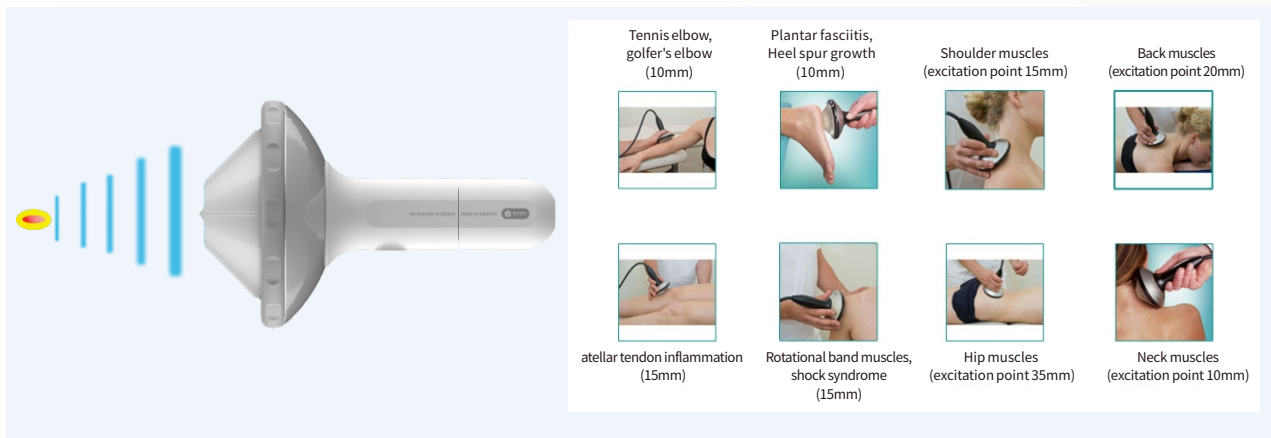 Tennis elbow,
golfer's elbow
(10mm)
Plantar fasciitis,
Heel spur growth
(10mm)
Shoulder muscles
(excitation point 15mm)
Back muscles
(excitation point 20mm)
atellar tendon inflammation
(15mm)
Rotational band muscles,
shock syndrome
(15mm)
Hip muscles
(excitation point 35mm)
Neck muscles
(excitation point 10mm)